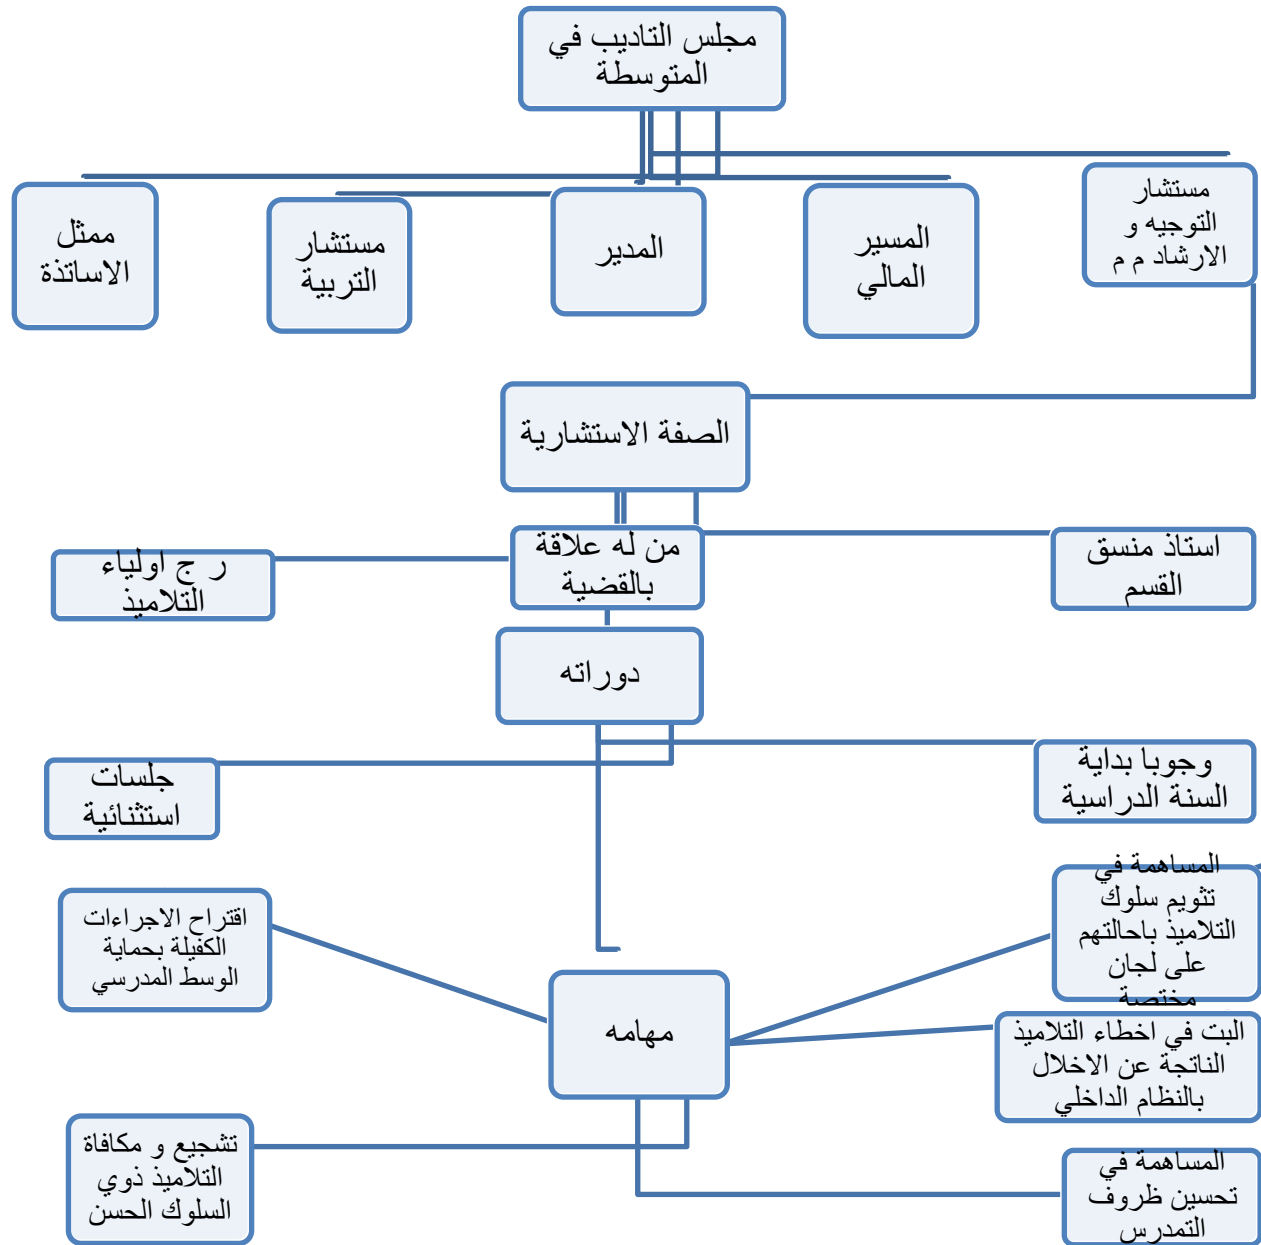 مجلس التاديب في
المتوسطة
مستشار
التوجيه و
الارشاد م م
المسير
المالي
المدير
مستشار
التربية
ممثل
الاساتذة
الصفة الاستشارية
استاذ منسق
القسم
من له علاقة
بالقضية
ر ج اولياء
التلاميذ
دوراته
وجوبا بداية
السنة الدراسية
جلسات
استثنائية
المساهمة في
تثويم سلوك
التلاميذ باحالتهم
على لجان
مختصة
اقتراح الاجراءات
الكفيلة بحماية
الوسط المدرسي
مهامه
البت في اخطاء التلاميذ
الناتجة عن الاخلال
بالنظام الداخلي
تشجيع و مكافاة
التلاميذ ذوي
السلوك الحسن
المساهمة في
تحسين ظروف
التمدرس